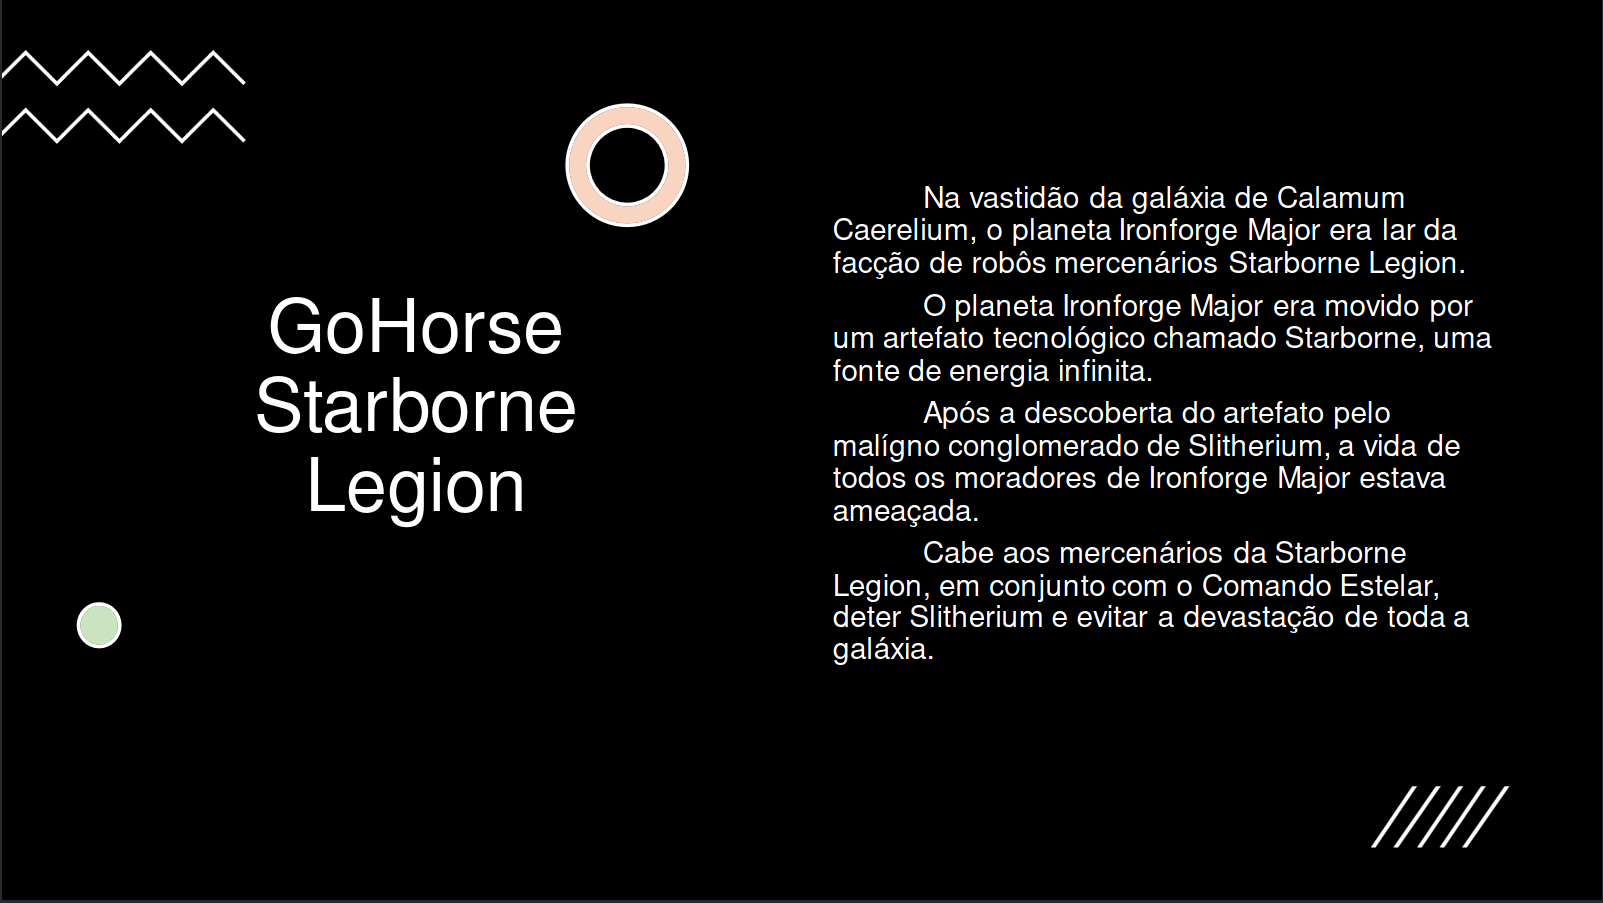 GoHorse
Starborne
Legion
Na vastidão da galáxia de Calamum
Caerelium, o planeta Ironforge Major era lar da
facção de robôs mercenários Starborne Legion.
O planeta Ironforge Major era movido por
um artefato tecnológico chamado Starborne, uma
fonte de energia infinita.
Após a descoberta do artefato pelo
malígno conglomerado de Slitherium, a vida de
todos os moradores de Ironforge Major estava
ameaçada.
Cabe aos mercenários da Starborne
Legion, em conjunto com o Comando Estelar,
deter Slitherium e evitar a devastação de toda a
galáxia.